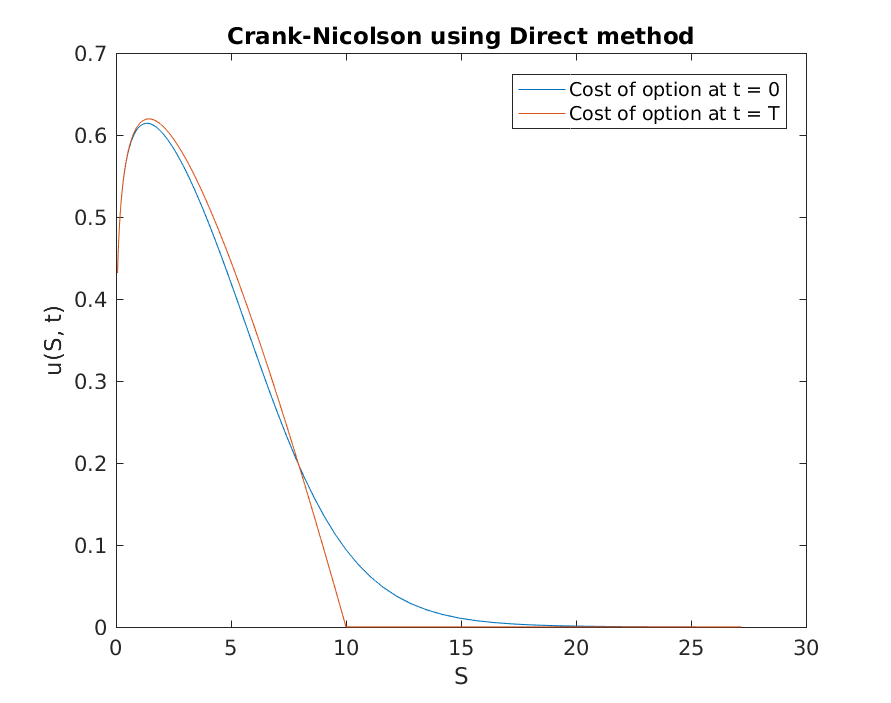 Crank-Nicolson using Direct method
Cost of option at t = 0
Cost of option at t = T
u(S, t)
0.7
0.6
0.5
0.4
0.3
0.2
0.1
0
0 5 10 15 20 25 30
S